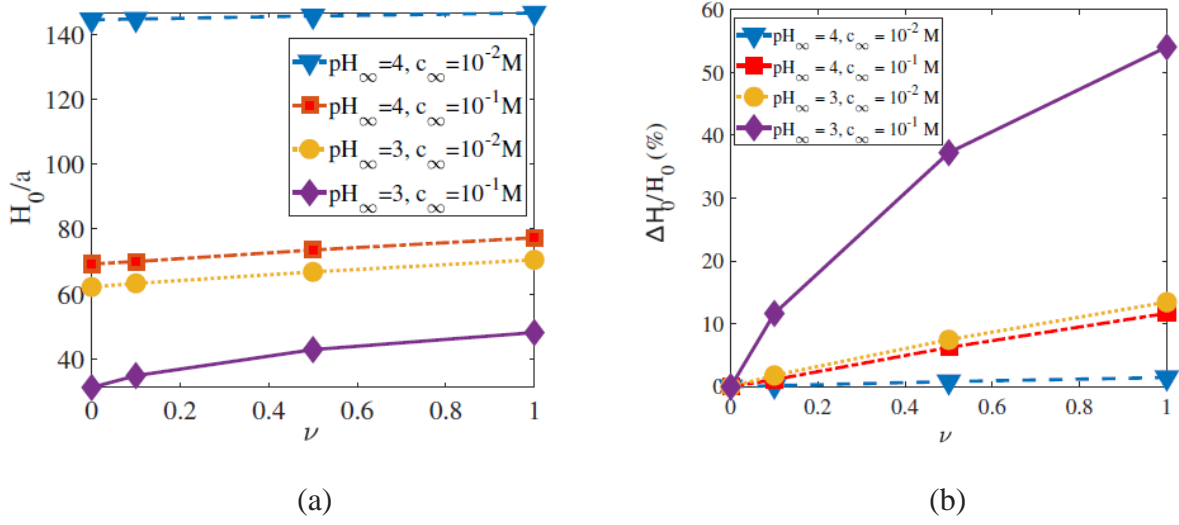 140
120
100
80
60
40
H₀/a
pH∞=4, c∞=10⁻²M
pH∞=4, c∞=10⁻¹M
pH∞=3, c∞=10⁻²M
pH∞=3, c∞=10⁻¹M
0 0.2 0.4 0.6 0.8 1
ν
(a)
60
50
40
30
20
10
0
ΔH₀/H₀ (%)
pH∞ = 4, c∞ = 10⁻² M
pH∞ = 4, c∞ = 10⁻¹ M
pH∞ = 3, c∞ = 10⁻² M
pH∞ = 3, c∞ = 10⁻¹ M
0 0.2 0.4 0.6 0.8 1
ν
(b)